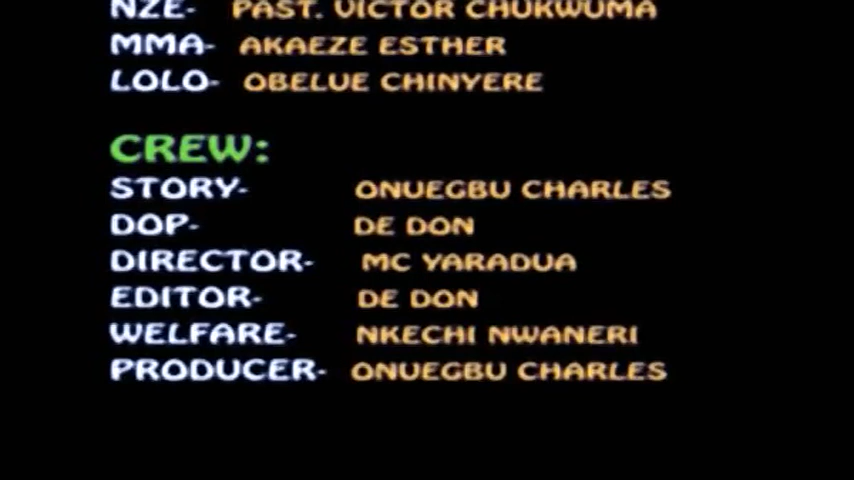 NZE- PAST. VICTOR CHUKWUMA
MMA- AKAEZE ESTHER
LOLO- OBELUE CHINYERE
CREW:
STORY- ONUEGBU CHARLES
DOP- DE DON
DIRECTOR- MC YARADUA
EDITOR- DE DON
WELFARE- NKECHI NWANERI
PRODUCER- ONUEGBU CHARLES